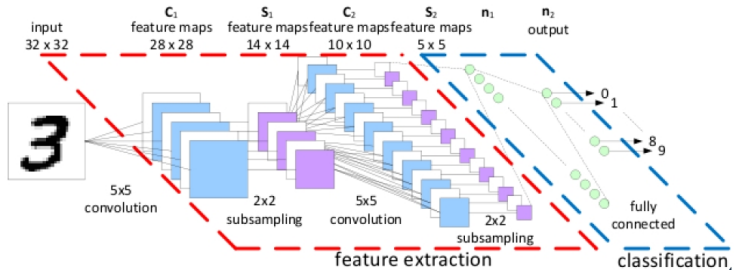 C1 S1 C2 S2 n1 n2
input feature maps feature maps feature maps feature maps output
32 x 32 28 x 28 14 x 14 10 x 10 5 x 5
0
1
8
9
3
5x5
convolution
2x2
subsampling
5x5
convolution
2x2
subsampling
fully
connected
feature extraction
classification